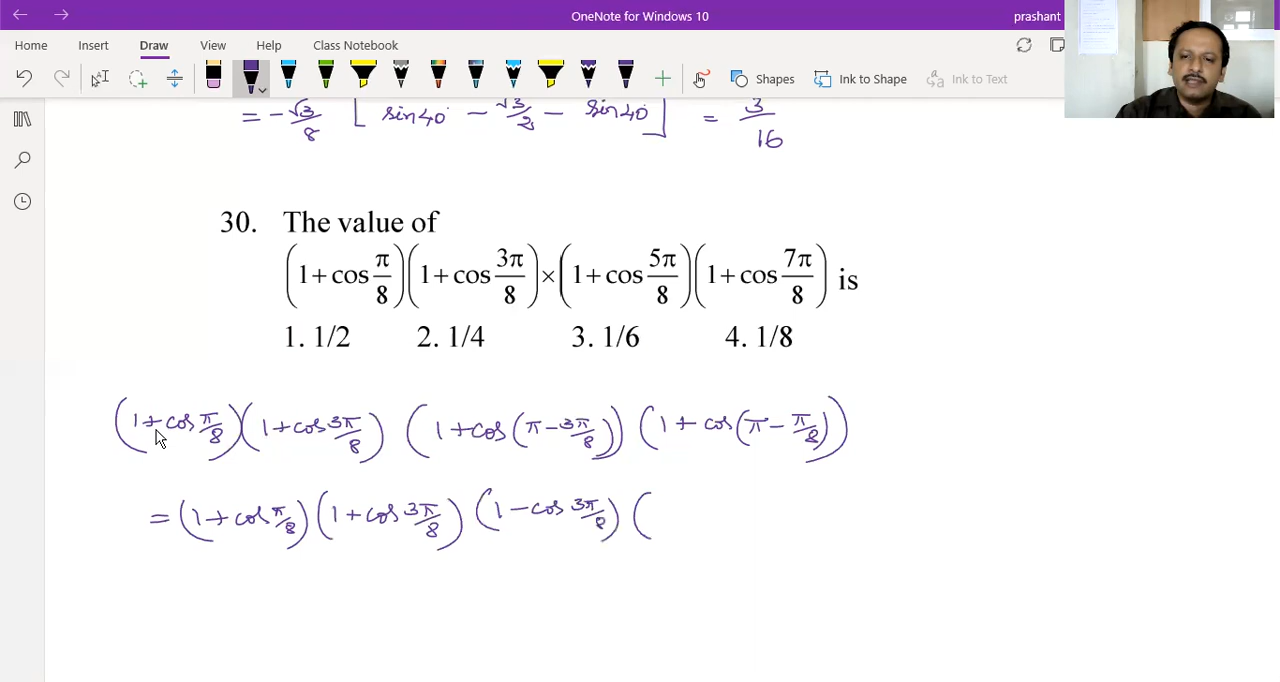 OneNote for Windows 10
prashant
Home Insert Draw View Help Class Notebook
Shapes Ink to Shape Ink to Text
= -√3/8 [ sin40° - √3/2 - sin40 ] = 3/16
30. The value of
(1+cos π/8)(1+cos 3π/8)×(1+cos 5π/8)(1+cos 7π/8) is
1. 1/2 2. 1/4 3. 1/6 4. 1/8
(1+cos π/8)(1+cos 3π/8) (1+cos(π-3π/8)) (1+cos(π-π/8))
= (1+cos π/8)(1+cos 3π/8) (1-cos 3π/8) (